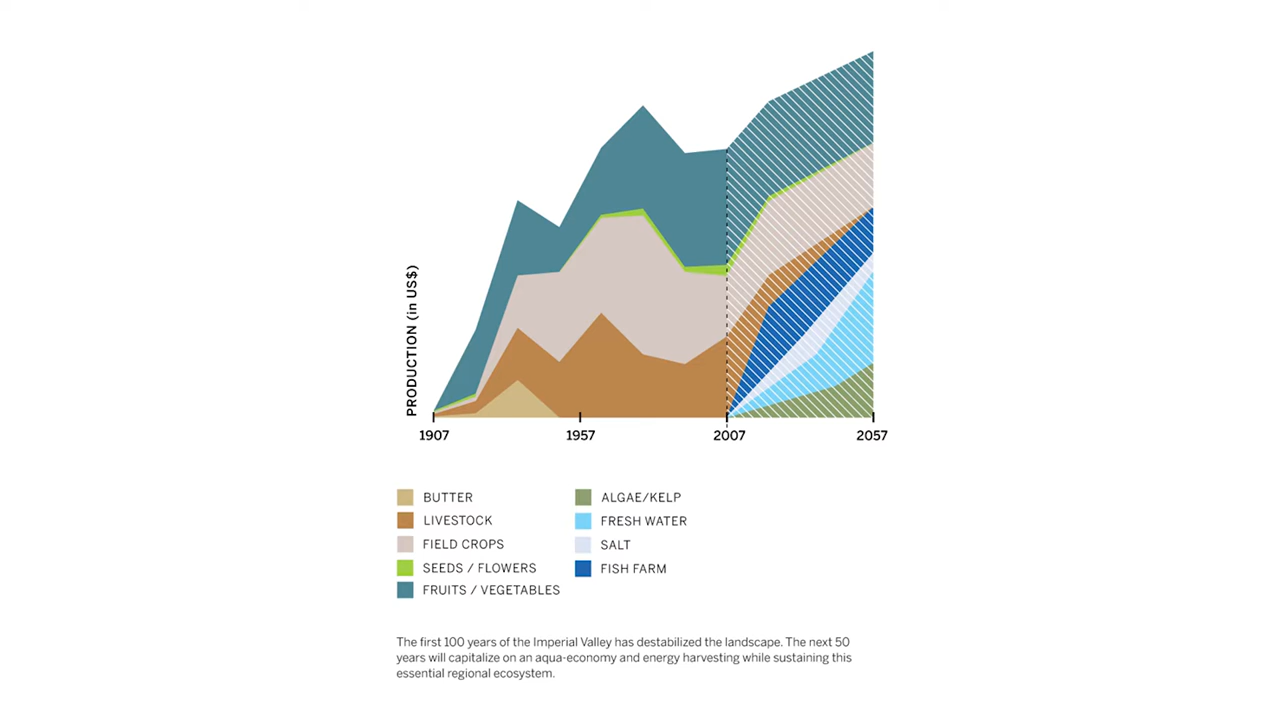 PRODUCTION (in US$)
1907
1957
2007
2057
BUTTER
LIVESTOCK
FIELD CROPS
SEEDS / FLOWERS
FRUITS / VEGETABLES
ALGAE/KELP
FRESH WATER
SALT
FISH FARM
The first 100 years of the Imperial Valley has destabilized the landscape. The next 50
years will capitalize on an aqua-economy and energy harvesting while sustaining this
essential regional ecosystem.